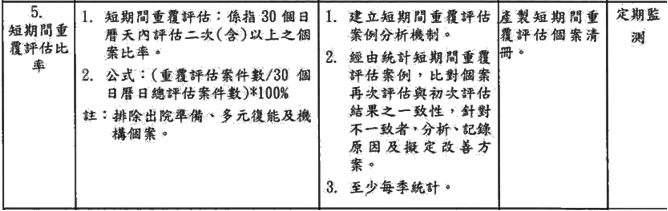 5.
短期間重
覆評估比
率
1. 短期間重覆評估：係指 30 個日
曆天內評估二次(含)以上之個
案比率。
2. 公式：(重覆評估案件數/30 個
日曆日總評估案件數)*100%
註：排除出院準備、多元復能及機
構個案。
1. 建立短期間重覆評估
案例分析機制。
2. 經由統計短期間重覆
評估案例，比對個案
再次評估與初次評估
結果之一致性，針對
不一致者，分析、記錄
原因及擬定改善方
案。
3. 至少每季統計。
產製短期間重
覆評估個案清
冊。
定期監
測